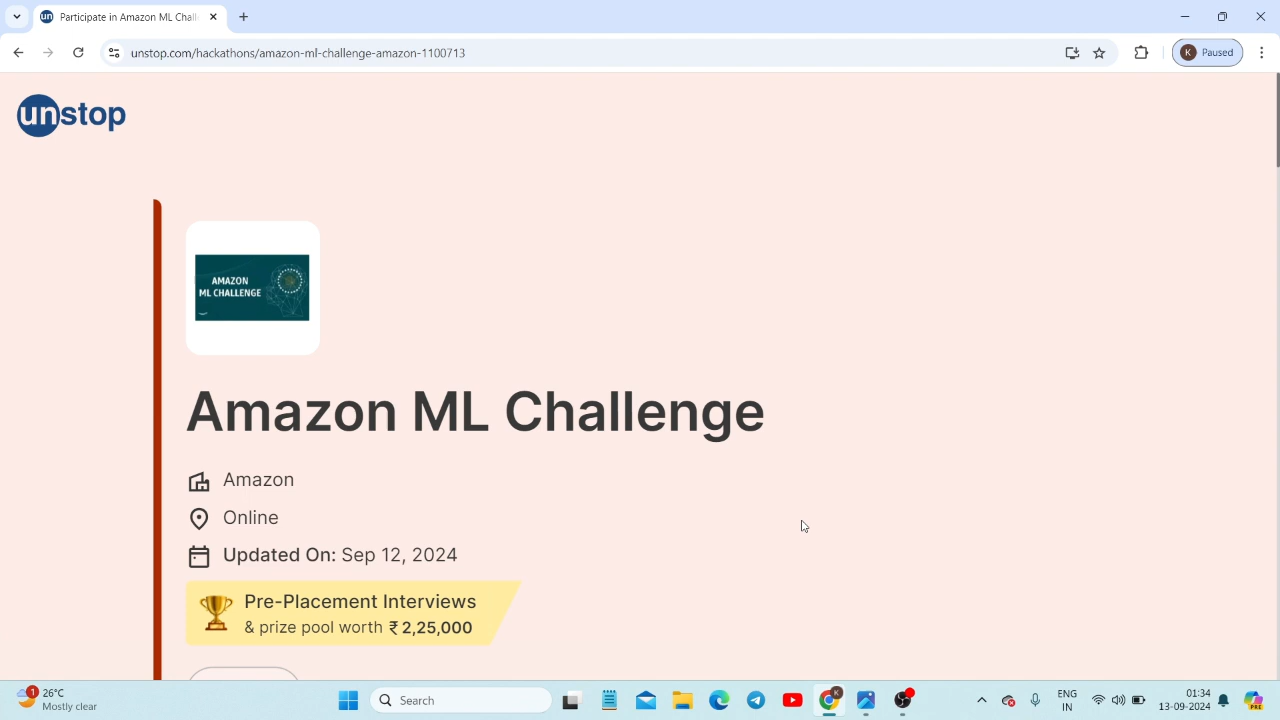 Participate in Amazon ML Chall
unstop.com/hackathons/amazon-ml-challenge-amazon-1100713
K Paused
unstop
AMAZON
ML CHALLENGE
Amazon ML Challenge
Amazon
Online
Updated On: Sep 12, 2024
Pre-Placement Interviews
& prize pool worth ₹ 2,25,000
1
26°C
Mostly clear
Search
K
ENG
IN
01:34
13-09-2024
PRE